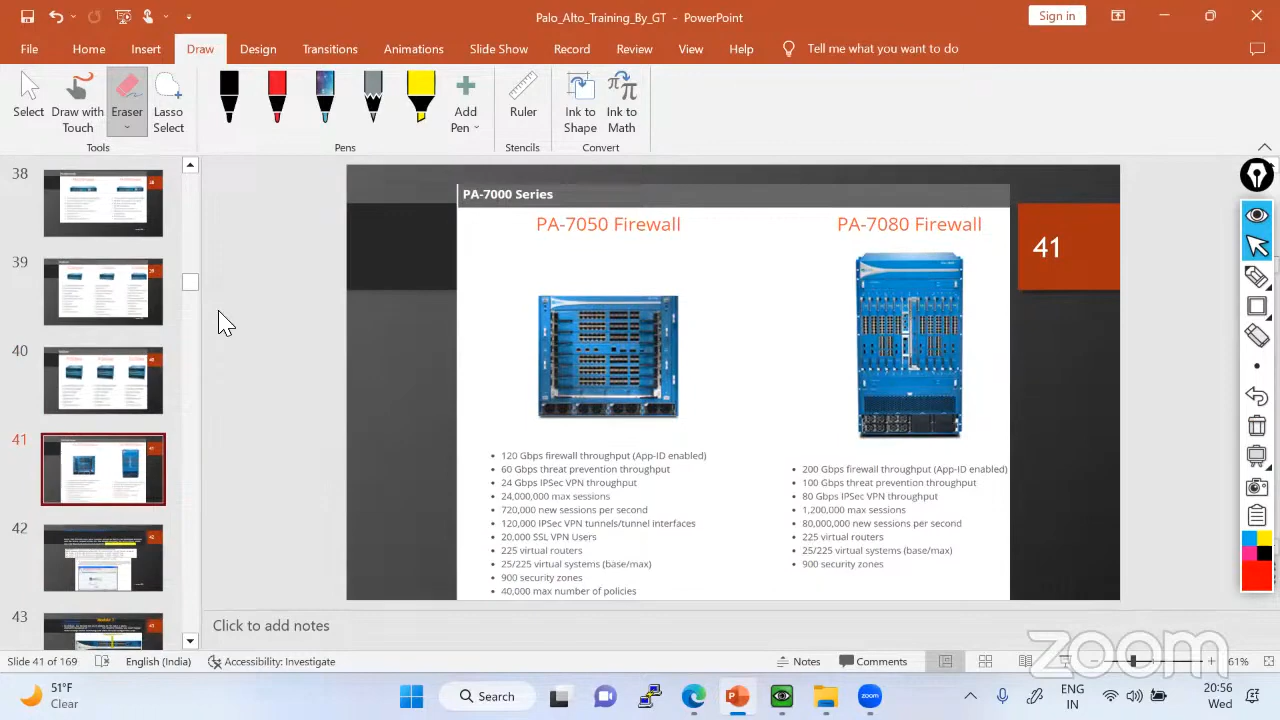 Palo_Alto_Training_By_GT - PowerPoint
Sign in
File Home Insert Draw Design Transitions Animations Slide Show Record Review View Help Tell me what you want to do
Select
Draw with Touch
Eraser
Lasso Select
Add Pen
Ruler
Ink to Shape
Ink to Math
Tools
Pens
Stencils
Convert
38
39
40
41
42
43
PA-7000 Series
PA-7050 Firewall
PA-7080 Firewall
41
120 Gbps firewall throughput (App-ID enabled)
Gbps threat prevention throughput
Gbps IPSec VPN throughput
24,000,000 max sessions
720,000 new sessions per second
120,000 IPSec VPN tunnels/tunnel interfaces
VPN Users
225 virtual routers
25/225 virtual systems (base/max)
900 security zones
40,000 max number of policies
200 Gbps firewall throughput (App-ID enabled)
100 Gbps threat prevention throughput
80 Gbps IPSec VPN throughput
1,200,000 max sessions
80,000,000 new sessions per second
routers
25/225 virtual systems (base/max)
900 security zones
Click to add notes
Slide 41 of 169
English (India)
Accessibility: Investigate
Notes
Comments
61%
zoom
51°F
Clear
Search
zoom
ENG
IN
20:56
Wed